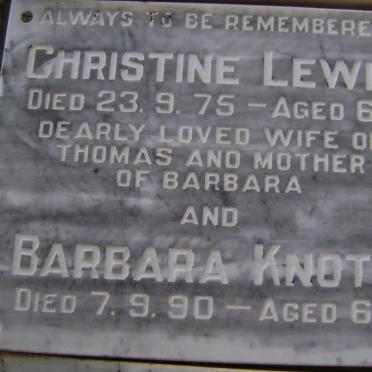 ALWAYS TO BE REMEMBERE
CHRISTINE LEW
DIED 23. 9. 75 — AGED 6
DEARLY LOVED WIFE O
THOMAS AND MOTHER
OF BARBARA
AND
BARBARA KNOT
DIED 7. 9. 90 — AGED 6